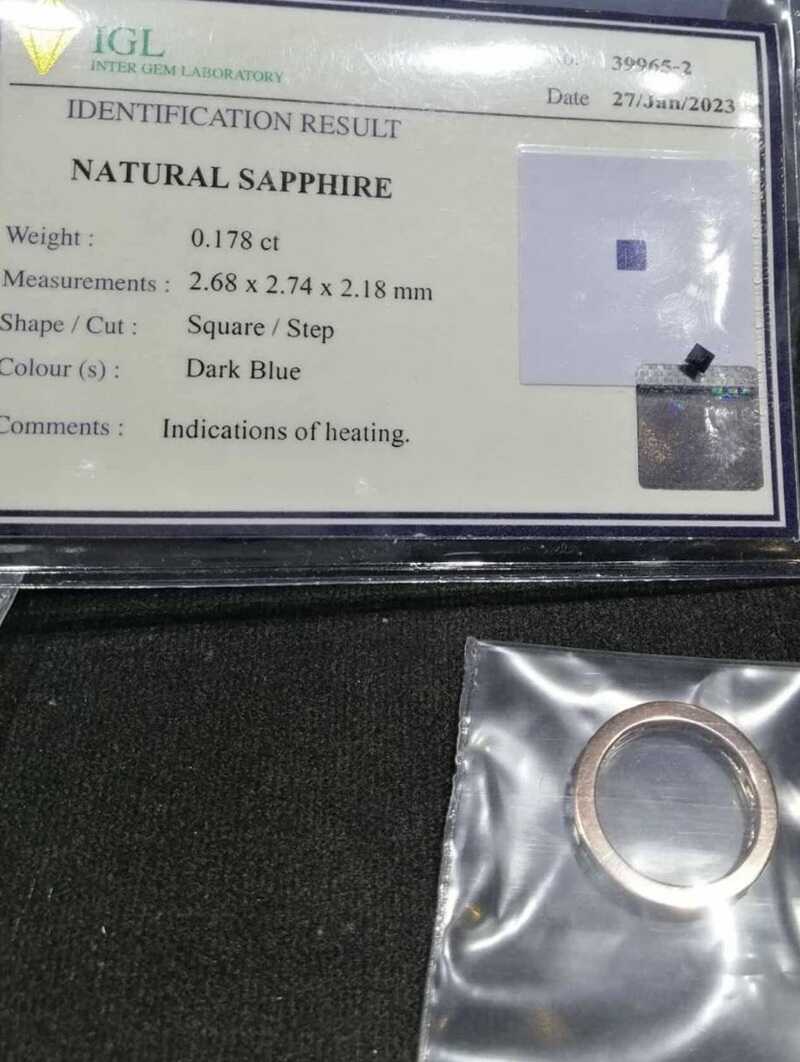 IGL
INTER GEM LABORATORY
39965-2
Date 27/Jan/2023
IDENTIFICATION RESULT
NATURAL SAPPHIRE
Weight : 0.178 ct
Measurements : 2.68 x 2.74 x 2.18 mm
Shape / Cut : Square / Step
Colour (s) : Dark Blue
Comments : Indications of heating.